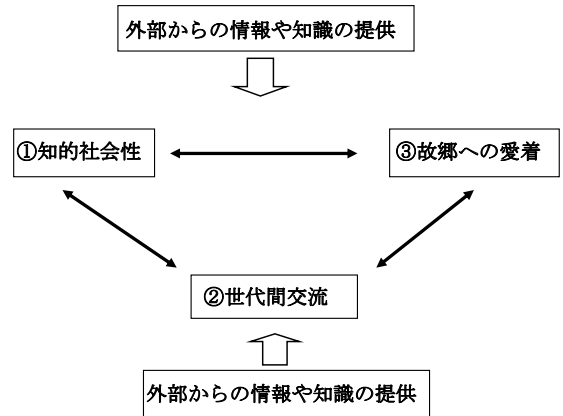 外部からの情報や知識の提供
①知的社会性
③故郷への愛着
②世代間交流
外部からの情報や知識の提供